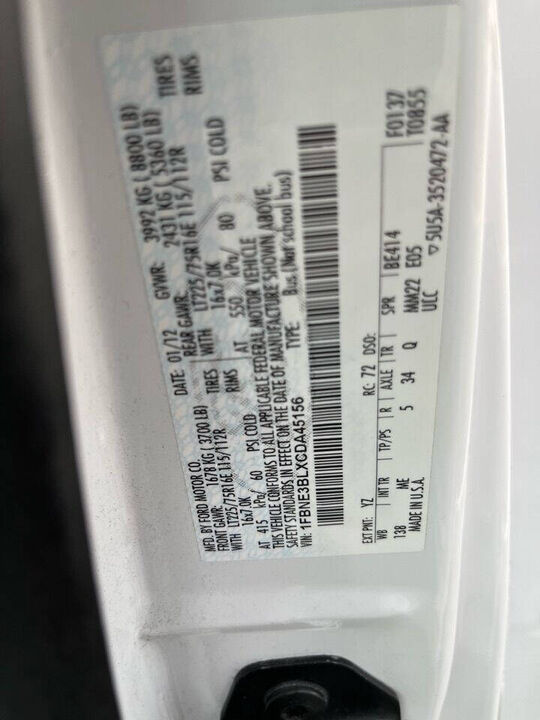 MFD. BY FORD MOTOR CO.
DATE: 01/12 GVWR: 3992 KG ( 8800 LB)
FRONT GAWR: 1678 KG ( 3700 LB) REAR GAWR: 2431 KG ( 5360 LB)
WITH LT225/75R16E 115/112R TIRES WITH LT225/75R16E 115/112R TIRES
16x7.0K RIMS 16x7.0K RIMS
AT 415 kPa/ 60 PSI COLD AT 550 kPa/ 80 PSI COLD
THIS VEHICLE CONFORMS TO ALL APPLICABLE FEDERAL MOTOR VEHICLE
SAFETY STANDARDS IN EFFECT ON THE DATE OF MANUFACTURE SHOWN ABOVE.
VIN: 1FBNE3BLXCDA45156 TYPE Bus.(Not school bus)
F0137
T0B55
EXT PNT: YZ RC: 72 DSO:
WB INT TR TP/PS R AXLE TR SPR BE414
138 ME 5 34 Q MM22 E05
MADE IN U.S.A. ULC ▽5U5A-3520472-AA